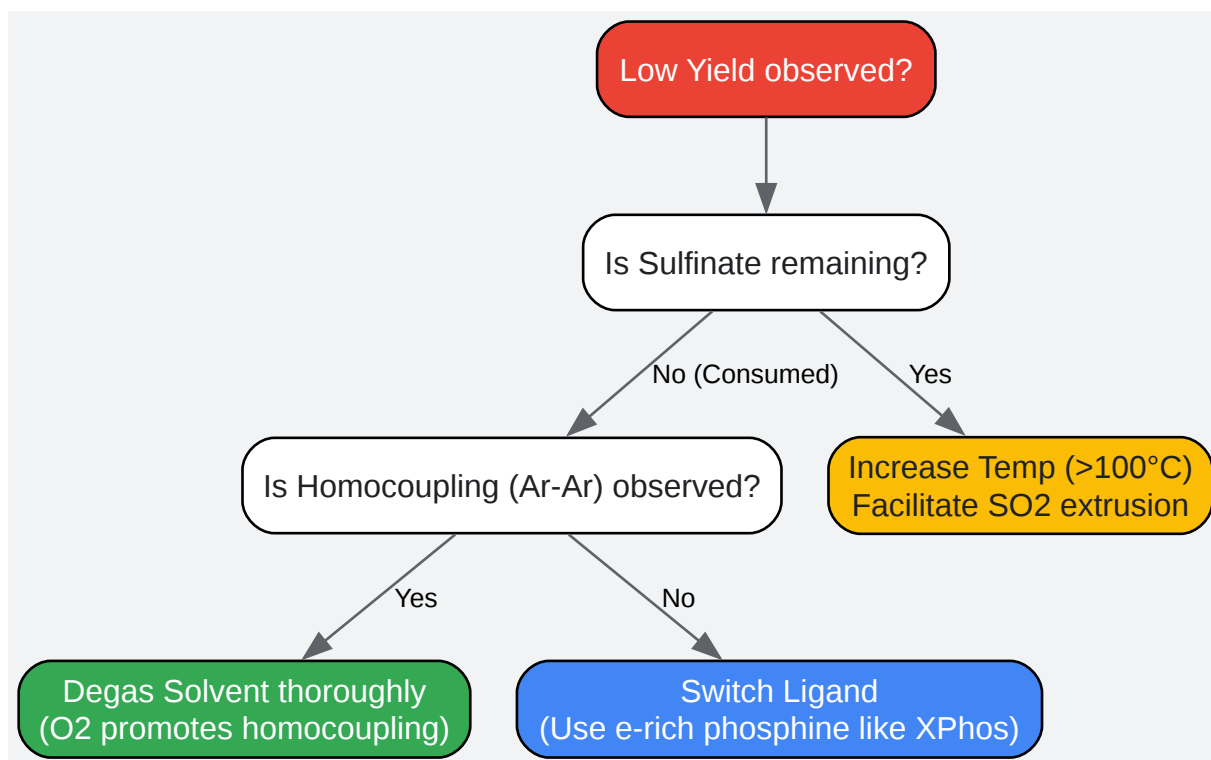 Low Yield observed?
Is Sulfinate remaining?
No (Consumed)
Yes
Is Homocoupling (Ar-Ar) observed?
Increase Temp (>100°C)
Facilitate SO2 extrusion
Yes
No
Degas Solvent thoroughly
(O2 promotes homocoupling)
Switch Ligand
(Use e-rich phosphine like XPhos)